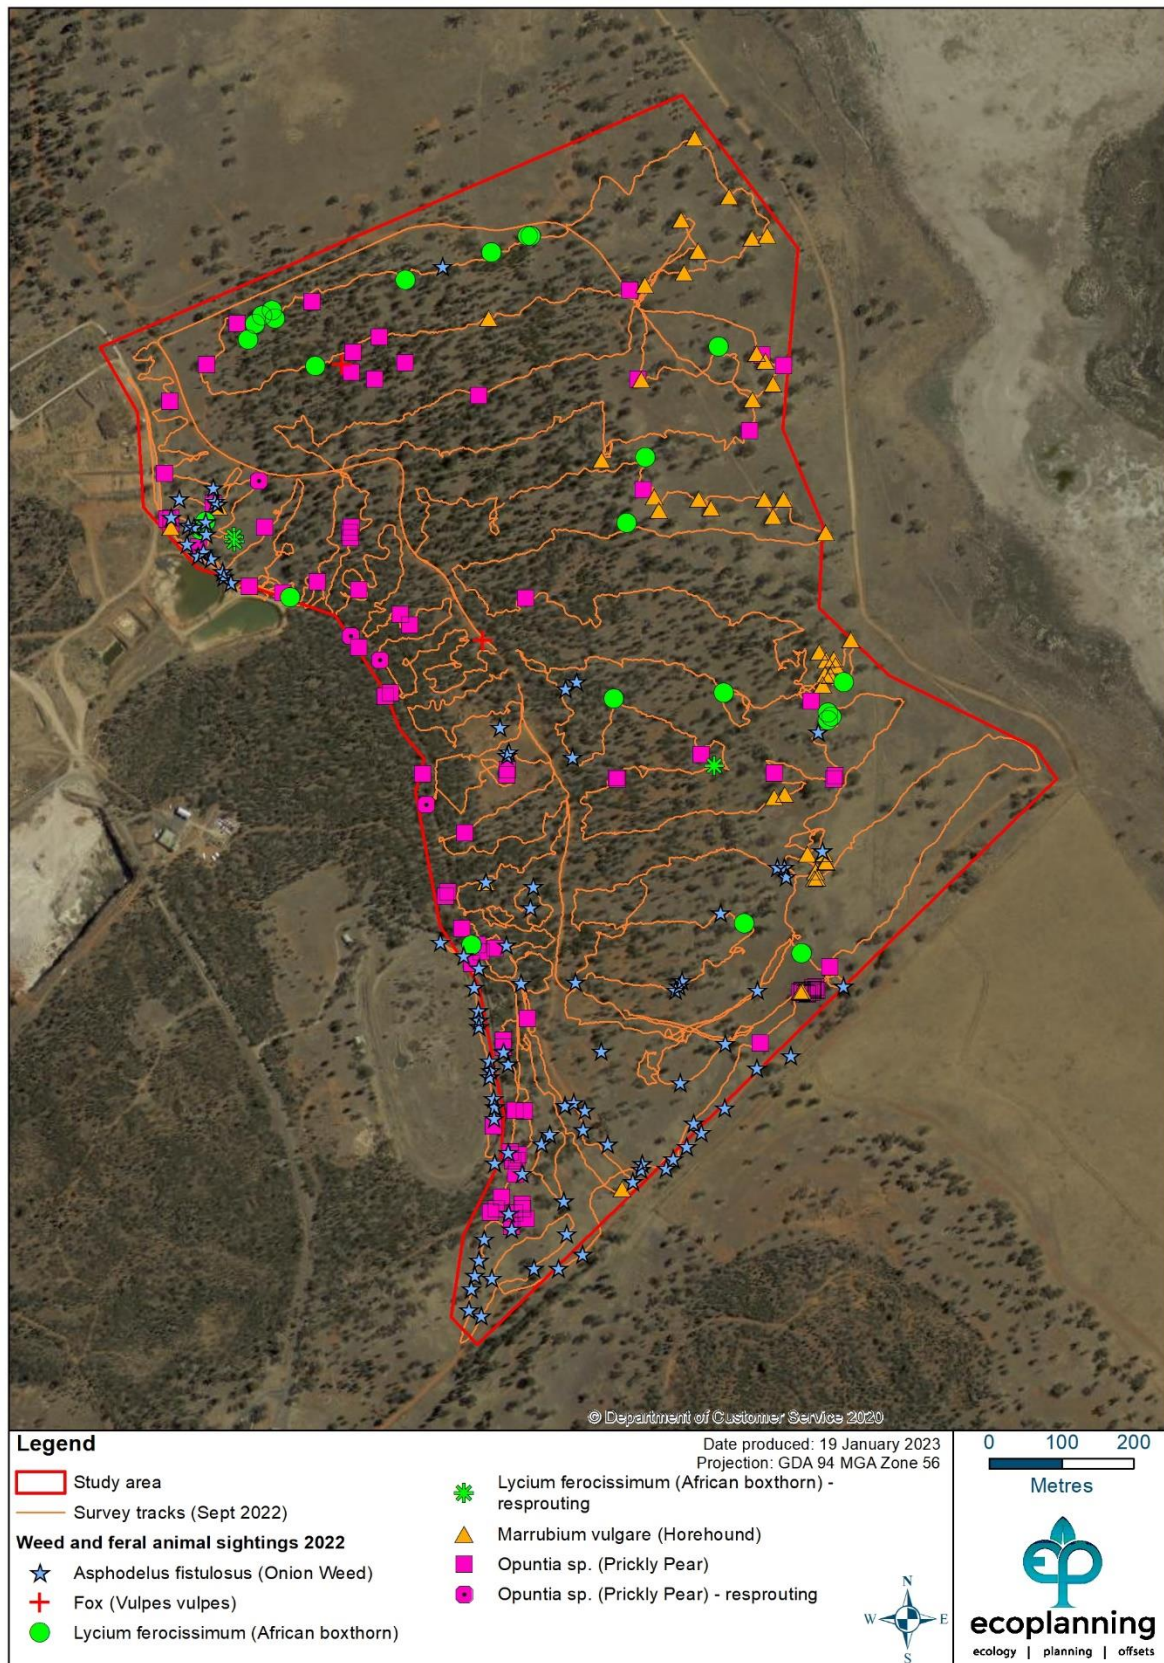 © Department of Customer Service 2020
Legend
Study area
Survey tracks (Sept 2022)
Weed and feral animal sightings 2022
Asphodelus fistulosus (Onion Weed)
Fox (Vulpes vulpes)
Lycium ferocissimum (African boxthorn)
Date produced: 19 January 2023
Projection: GDA 94 MGA Zone 56
Lycium ferocissimum (African boxthorn) -
resprouting
Marrubium vulgare (Horehound)
Opuntia sp. (Prickly Pear)
Opuntia sp. (Prickly Pear) - resprouting
N
W E
S
0 100 200
Metres
ep
ecoplanning
ecology | planning | offsets